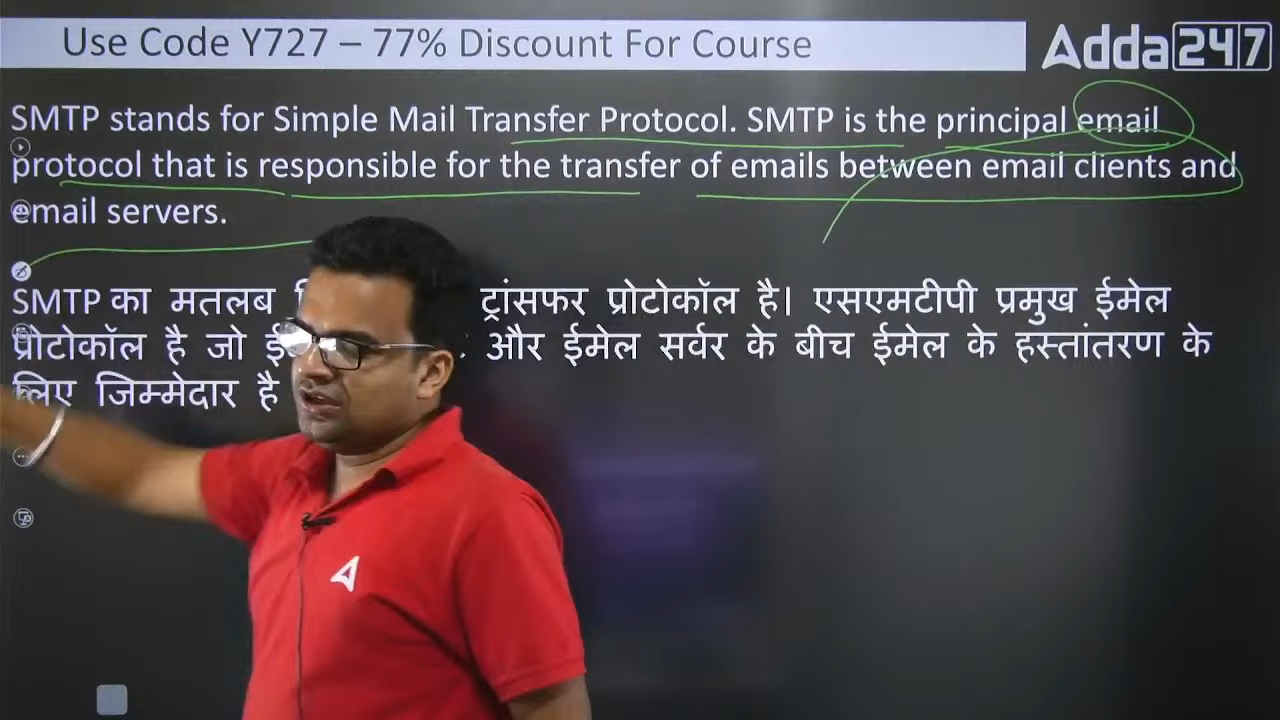 Use Code Y727 – 77% Discount For Course
Adda247
SMTP stands for Simple Mail Transfer Protocol. SMTP is the principal email
protocol that is responsible for the transfer of emails between email clients and
email servers.
SMTP का मतलब ट्रांसफर प्रोटोकॉल है। एसएमटीपी प्रमुख ईमेल
प्रोटोकॉल है जो और ईमेल सर्वर के बीच ईमेल के हस्तांतरण के
लिए जिम्मेदार है